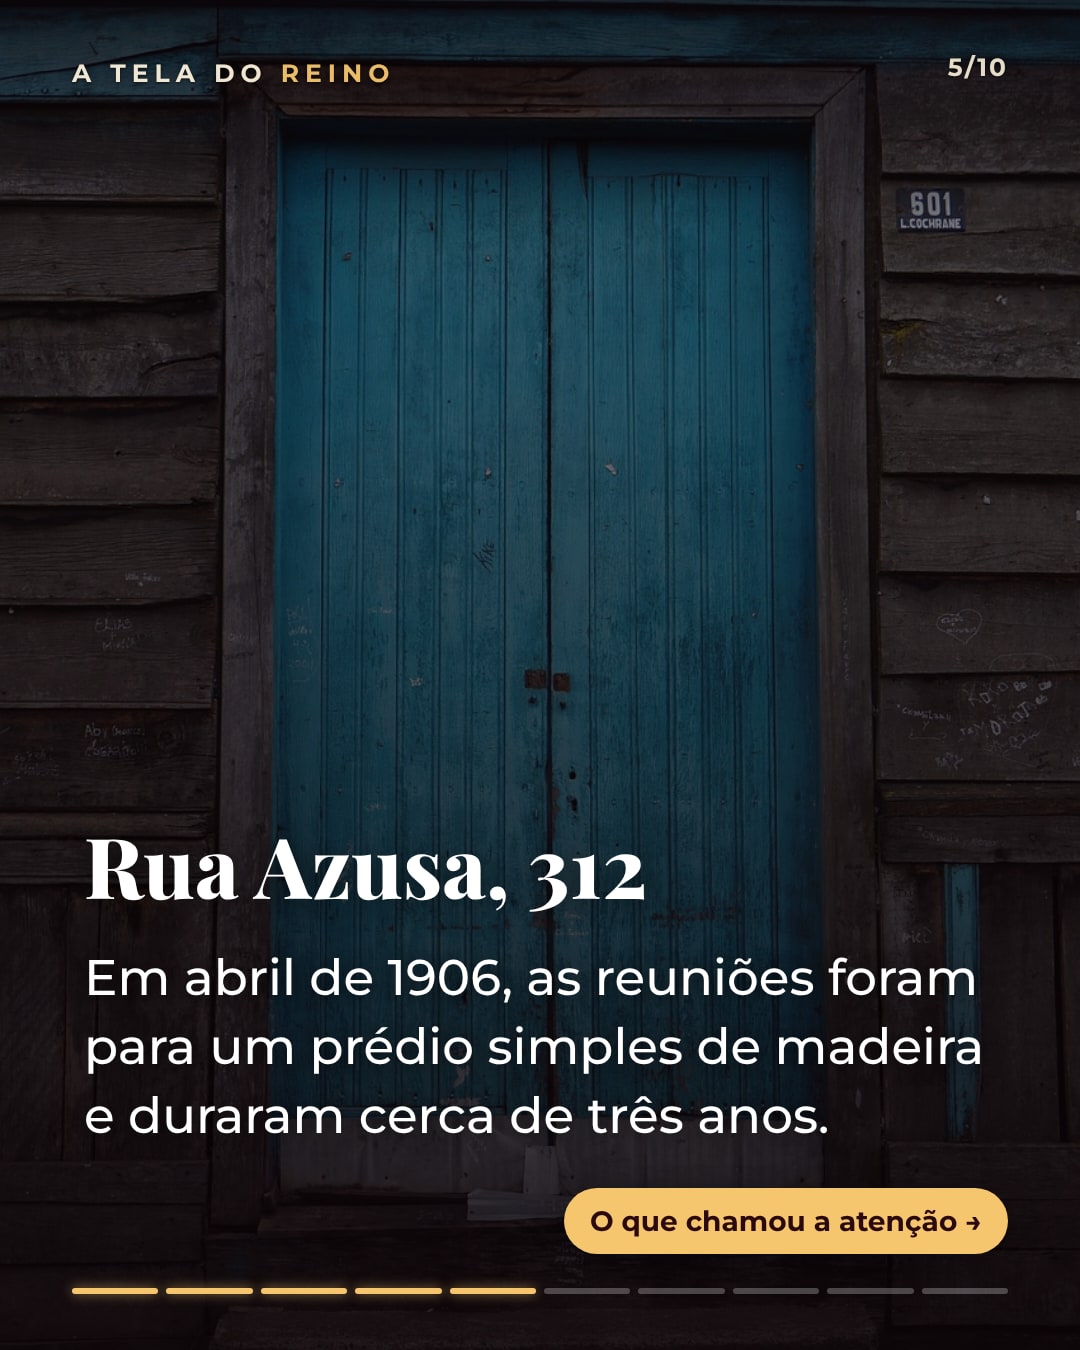 A TELA DO REINO
5/10
601
L.COCHRANE
ELIAS
Rua Azusa, 312
Em abril de 1906, as reuniões foram
para um prédio simples de madeira
e duraram cerca de três anos.
O que chamou a atenção →